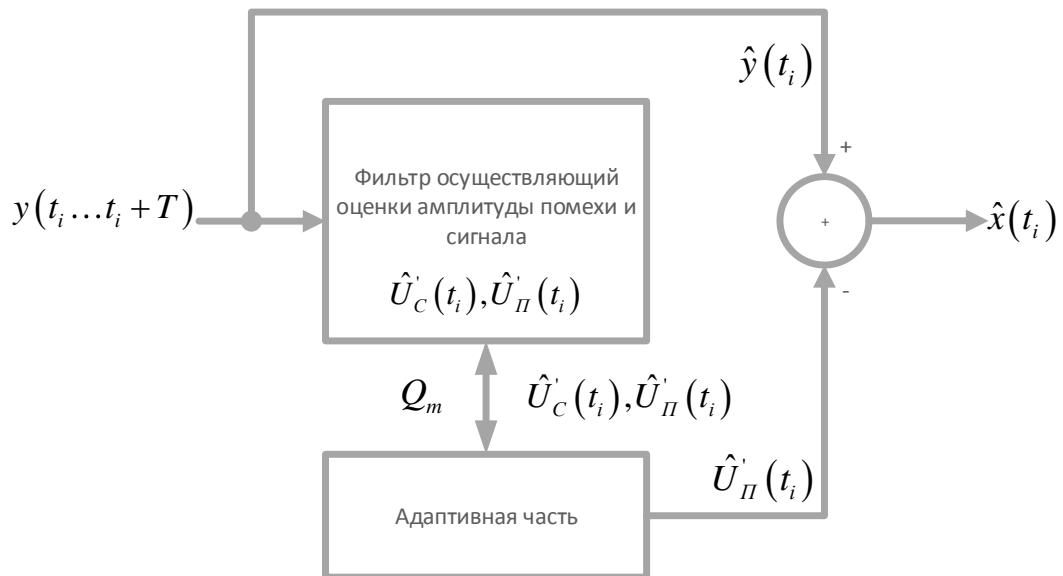 ŷ(tᵢ)
+
y(tᵢ…tᵢ + T)
Фильтр осуществляющий
оценки амплитуды помехи и
сигнала
Û'_C(tᵢ),Û'_П(tᵢ)
+
x̂(tᵢ)
-
Q_m
Û'_C(tᵢ),Û'_П(tᵢ)
Û'_П(tᵢ)
Адаптивная часть